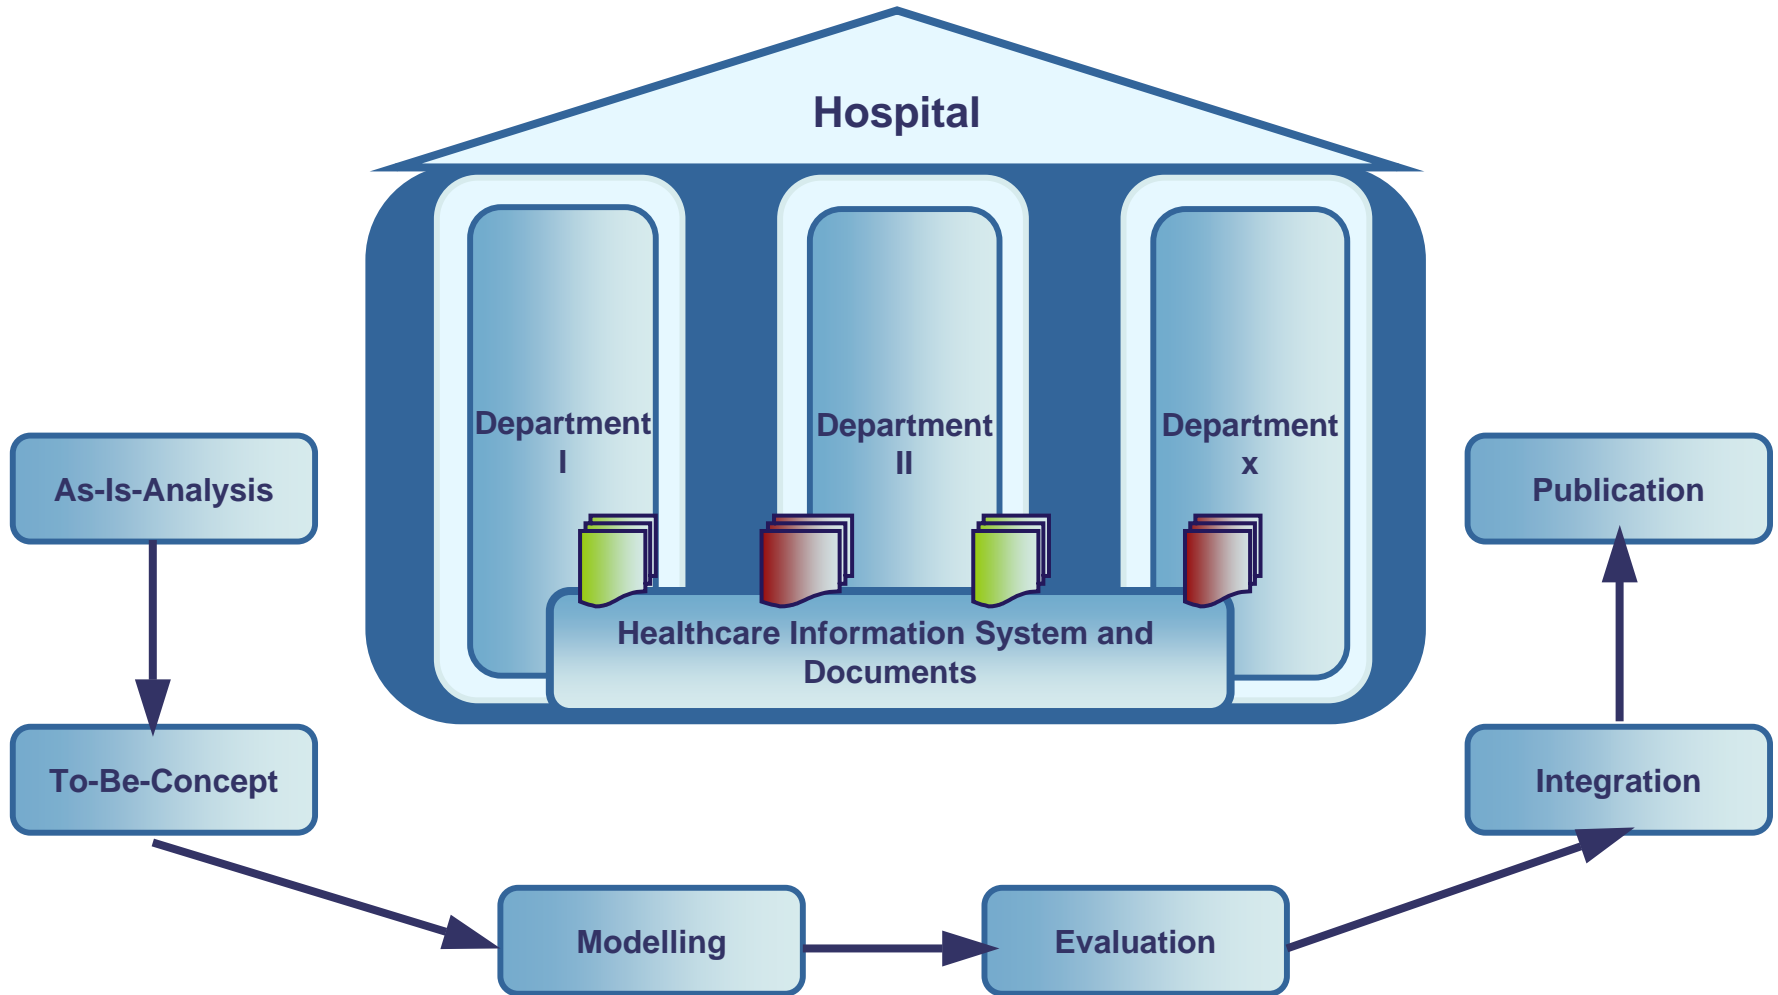 Hospital
Department
I
Department
II
Department
x
Healthcare Information System and
Documents
As-Is-Analysis
To-Be-Concept
Modelling
Evaluation
Integration
Publication